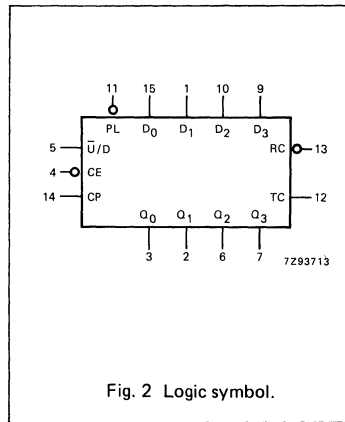 11 15 1 10 9
PL D0 D1 D2 D3
5 U̅/D RC 13
4 CE
14 CP TC 12
Q0 Q1 Q2 Q3
3 2 6 7
7Z93713
Fig. 2 Logic symbol.